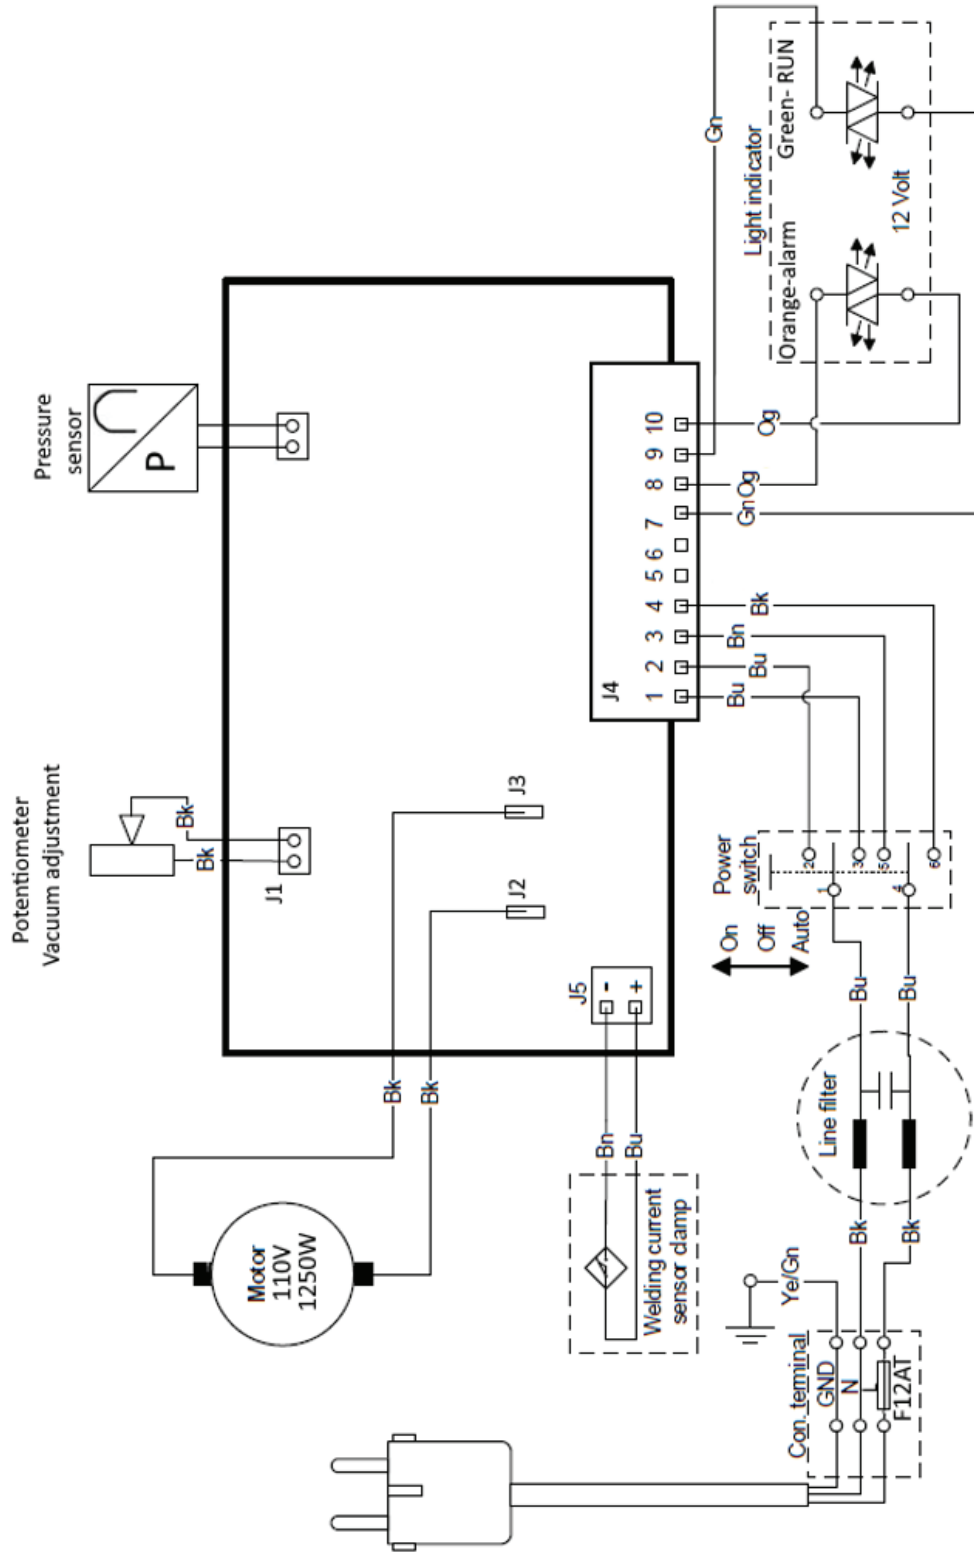 Potentiometer
Vacuum adjustment
Pressure
sensor
P
Bk
Bk
J1
J3
J2
Motor
110V
1250W
Bk
Bk
J5
-
+
Bn
Bu
Welding current
sensor clamp
J4
1 2 3 4 5 6 7 8 9 10
Bu
Bu
Bn
Bk
Gn
Og
Og
Gn
Light indicator
Orange-alarm
Green- RUN
12 Volt
Power
switch
On
Off
Auto
1
2
3
4
5
6
Bu
Bu
Line filter
Bk
Bk
Ye/Gn
Con. terminal
GND
N
L
F12AT